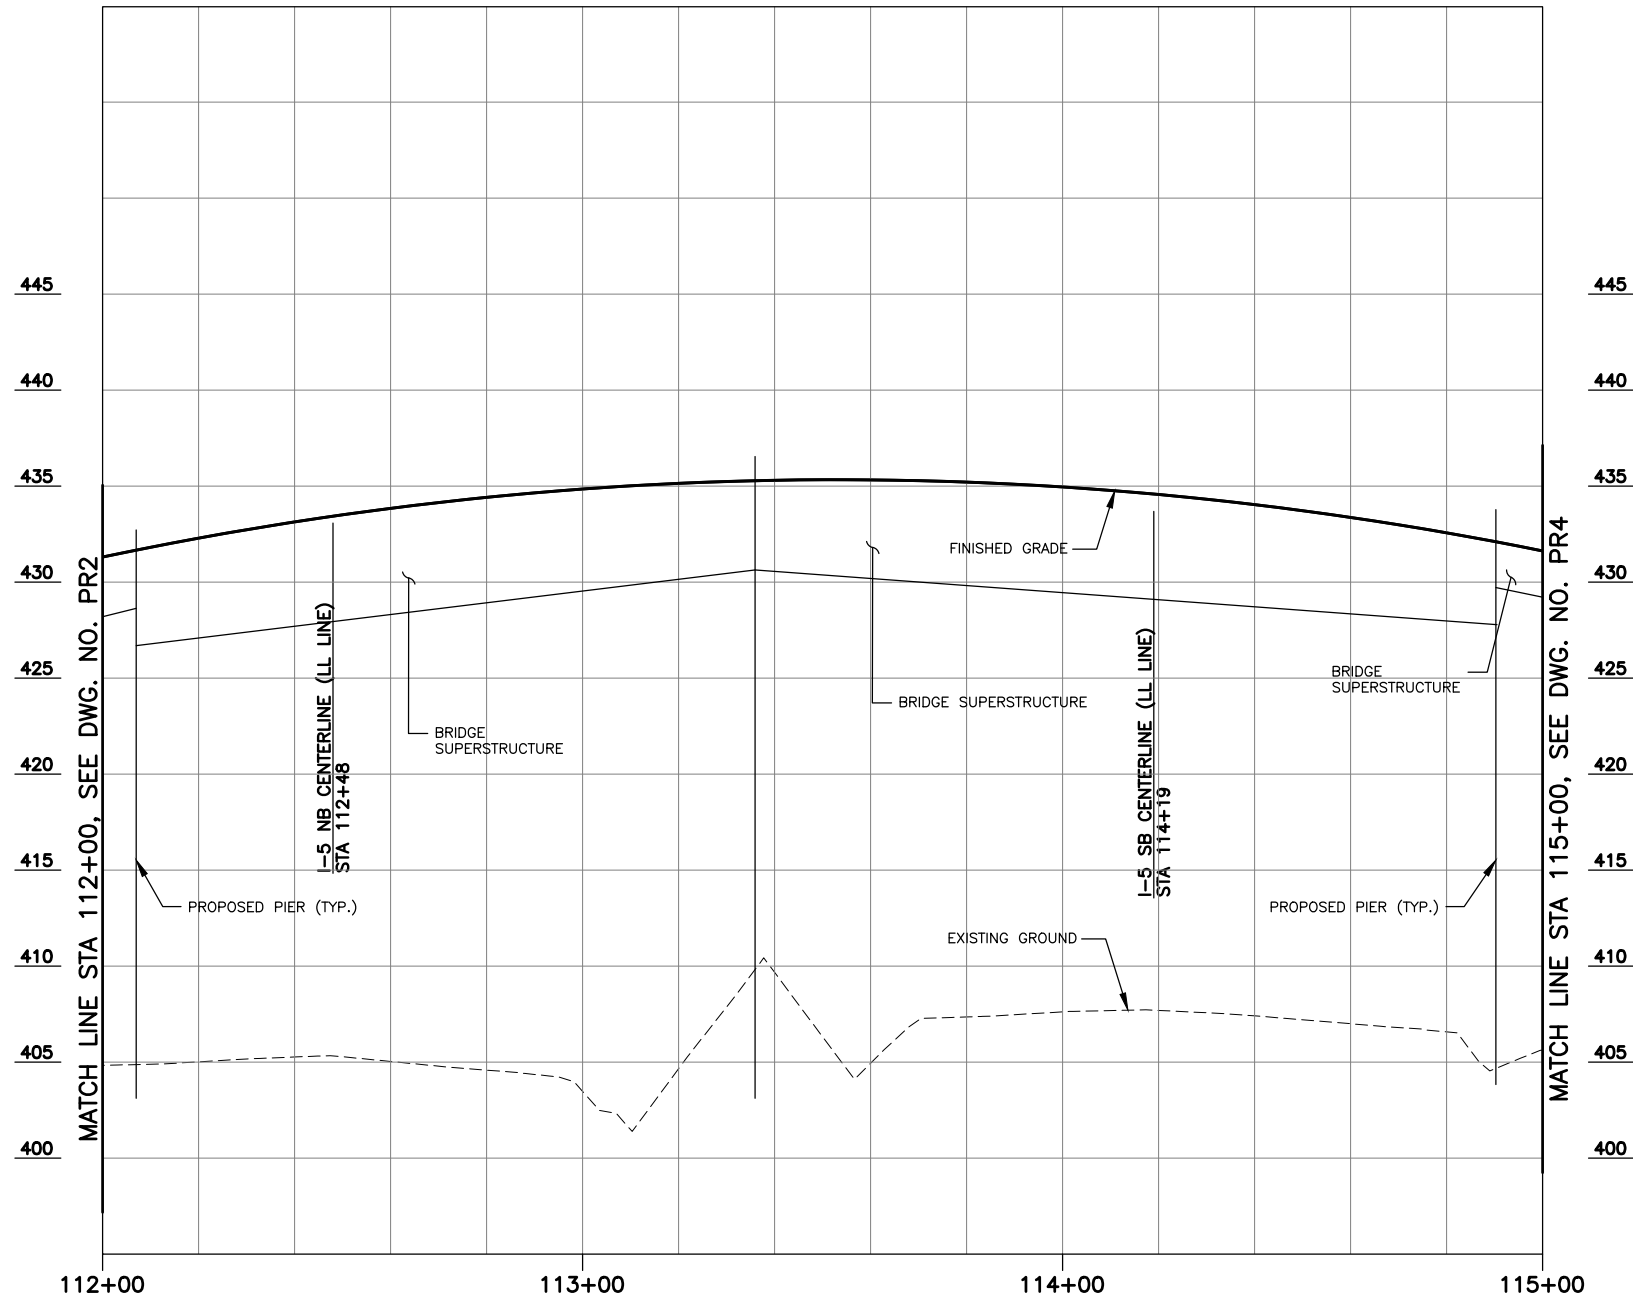 445
445
440
440
435
435
430
430
425
425
420
420
415
415
410
410
405
405
400
400
MATCH LINE STA 112+00, SEE DWG. NO. PR2
I-5 NB CENTERLINE (LL LINE)
STA 112+48
BRIDGE
SUPERSTRUCTURE
PROPOSED PIER (TYP.)
FINISHED GRADE
BRIDGE SUPERSTRUCTURE
EXISTING GROUND
I-5 SB CENTERLINE (LL LINE)
STA 114+19
BRIDGE
SUPERSTRUCTURE
PROPOSED PIER (TYP.)
MATCH LINE STA 115+00, SEE DWG. NO. PR4
112+00
113+00
114+00
115+00